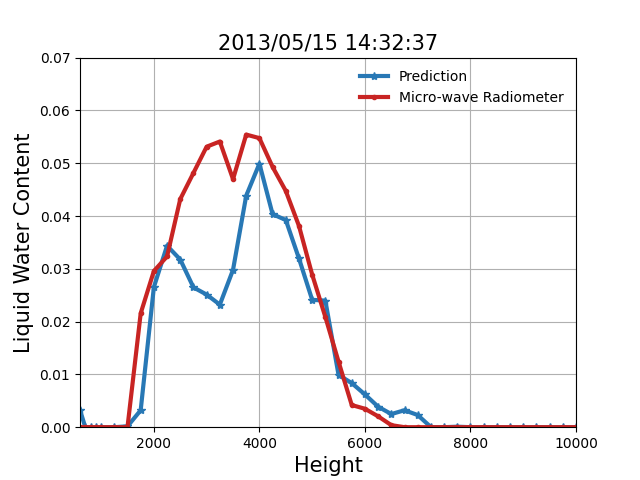 2013/05/15 14:32:37
Prediction
Micro-wave Radiometer
Liquid Water Content
0.07
0.06
0.05
0.04
0.03
0.02
0.01
0.00
2000 4000 6000 8000 10000
Height